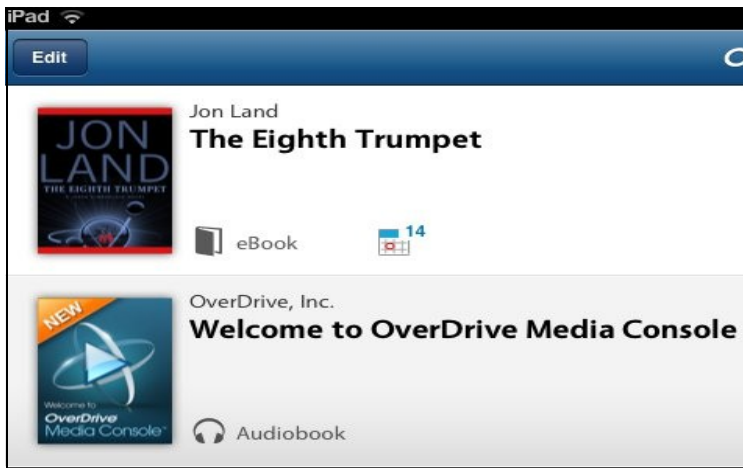 iPad
Edit
Jon Land
The Eighth Trumpet
JON
LAND
THE EIGHTH TRUMPET
eBook
14
OverDrive, Inc.
Welcome to OverDrive Media Console
NEW
Welcome to
OverDrive
Media Console
Audiobook